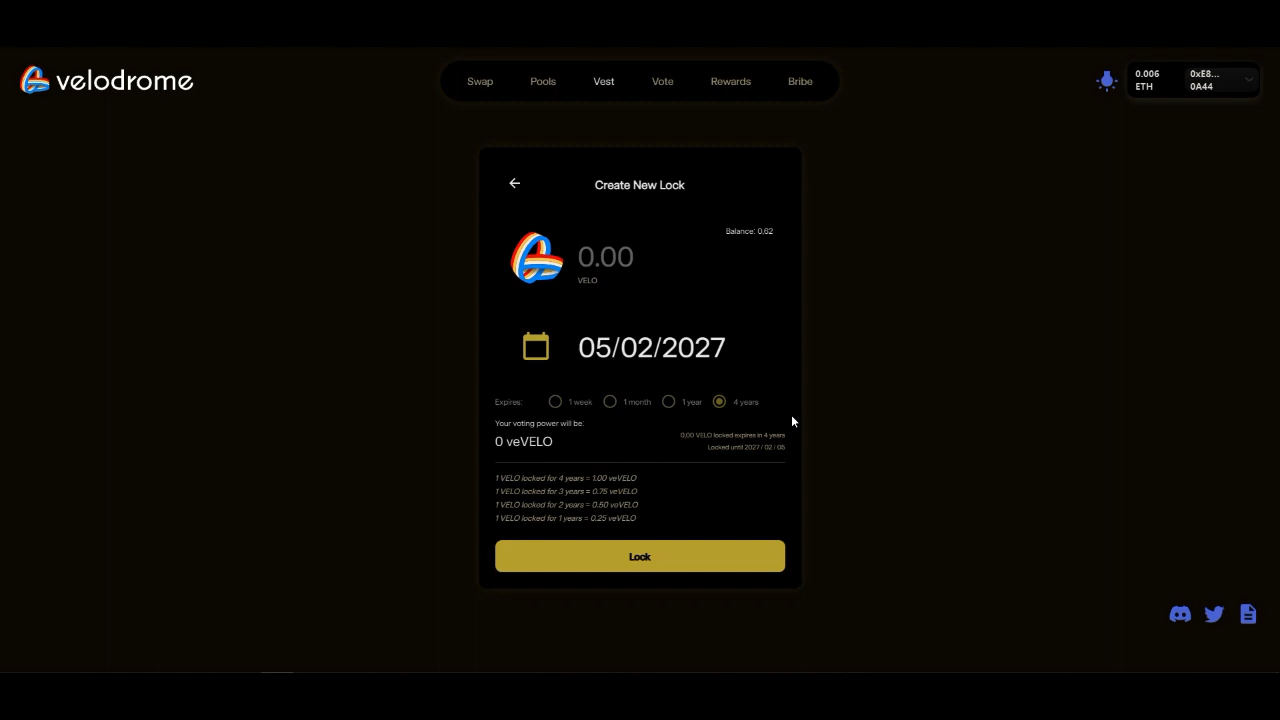 velodrome
Swap
Pools
Vest
Vote
Rewards
Bribe
0.006
ETH
0xE8...
0A44
Create New Lock
Balance: 0,62
0.00
VELO
05/02/2027
Expires:
1 week
1 month
1 year
4 years
Your voting power will be:
0 veVELO
0,00 VELO locked expires in 4 years
Locked until 2027 / 02 / 05
1 VELO locked for 4 years = 1.00 veVELO
1 VELO locked for 3 years = 0.75 veVELO
1 VELO locked for 2 years = 0.50 veVELO
1 VELO locked for 1 years = 0.25 veVELO
Lock